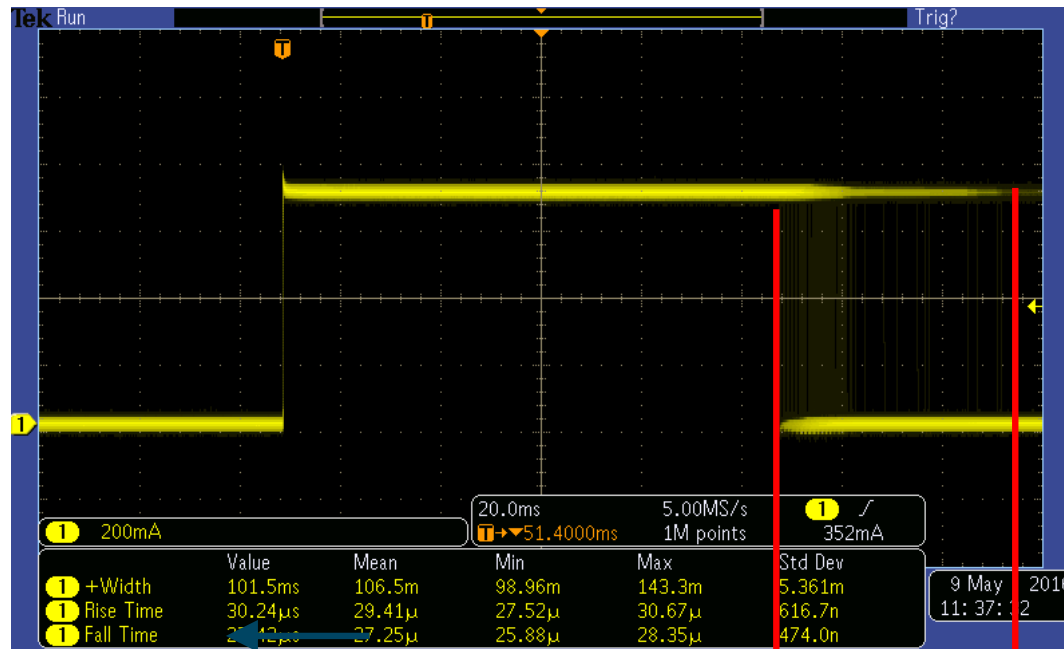 Tek Run Trig?
T
T
1
20.0ms 5.00MS/s 1
1 200mA T→▼51.4000ms 1M points 352mA
Value Mean Min Max Std Dev
1 +Width 101.5ms 106.5m 98.96m 143.3m 5.361m
1 Rise Time 30.24µs 29.41µ 27.52µ 30.67µ 616.7n
1 Fall Time 27.25µ 25.88µ 28.35µ 474.0n
9 May
11:37:32